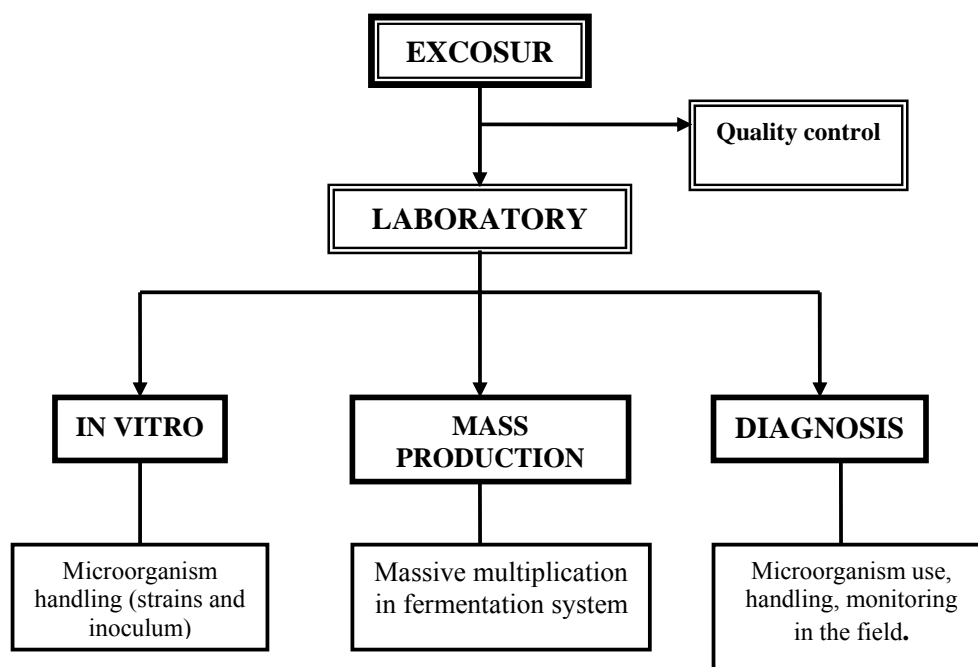 EXCOSUR
Quality control
LABORATORY
IN VITRO
MASS
PRODUCTION
DIAGNOSIS
Microorganism
handling (strains and
inoculum)
Massive multiplication
in fermentation system
Microorganism use,
handling, monitoring
in the field.